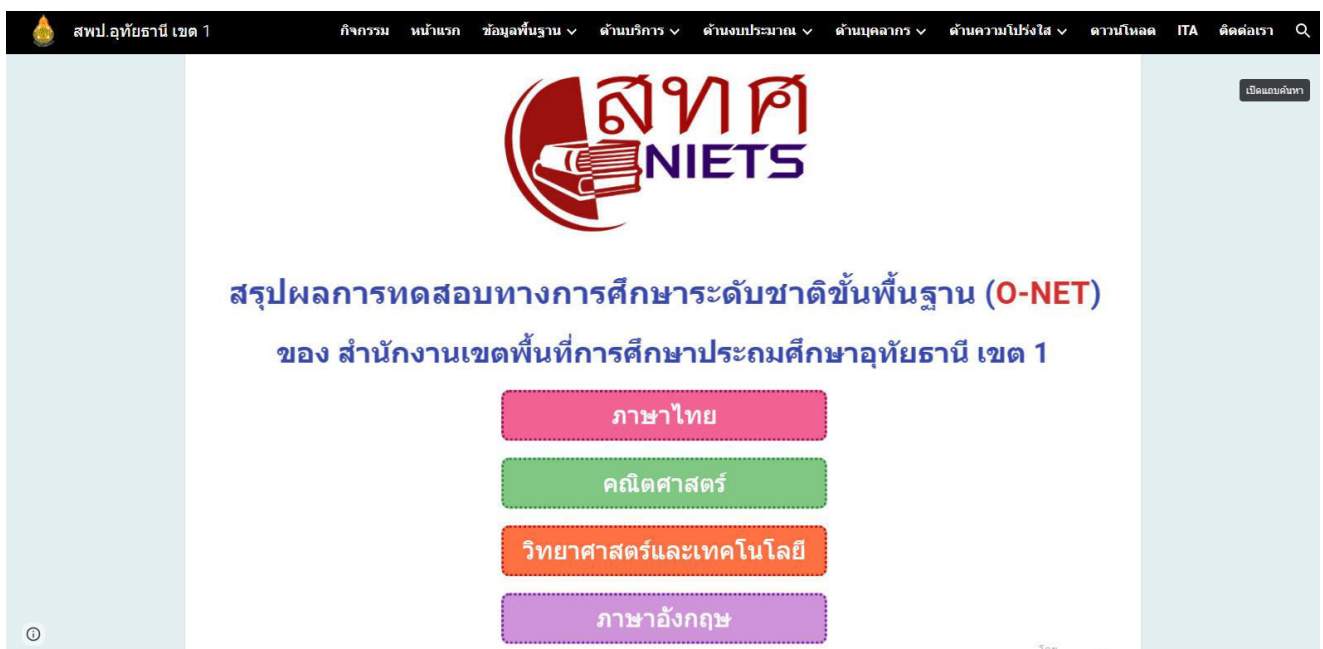 สพป.อุทัยธานี เขต 1 กิจกรรม หน้าแรก ข้อมูลพื้นฐาน ด้านบริการ ด้านงบประมาณ ด้านบุคลากร ด้านความโปร่งใส ดาวน์โหลด ITA ติดต่อเรา
เปิดแถบค้นหา
สทศ
NIETS
สรุปผลการทดสอบทางการศึกษาระดับชาติขั้นพื้นฐาน (O-NET)
ของ สำนักงานเขตพื้นที่การศึกษาประถมศึกษาอุทัยธานี เขต 1
ภาษาไทย
คณิตศาสตร์
วิทยาศาสตร์และเทคโนโลยี
ภาษาอังกฤษ